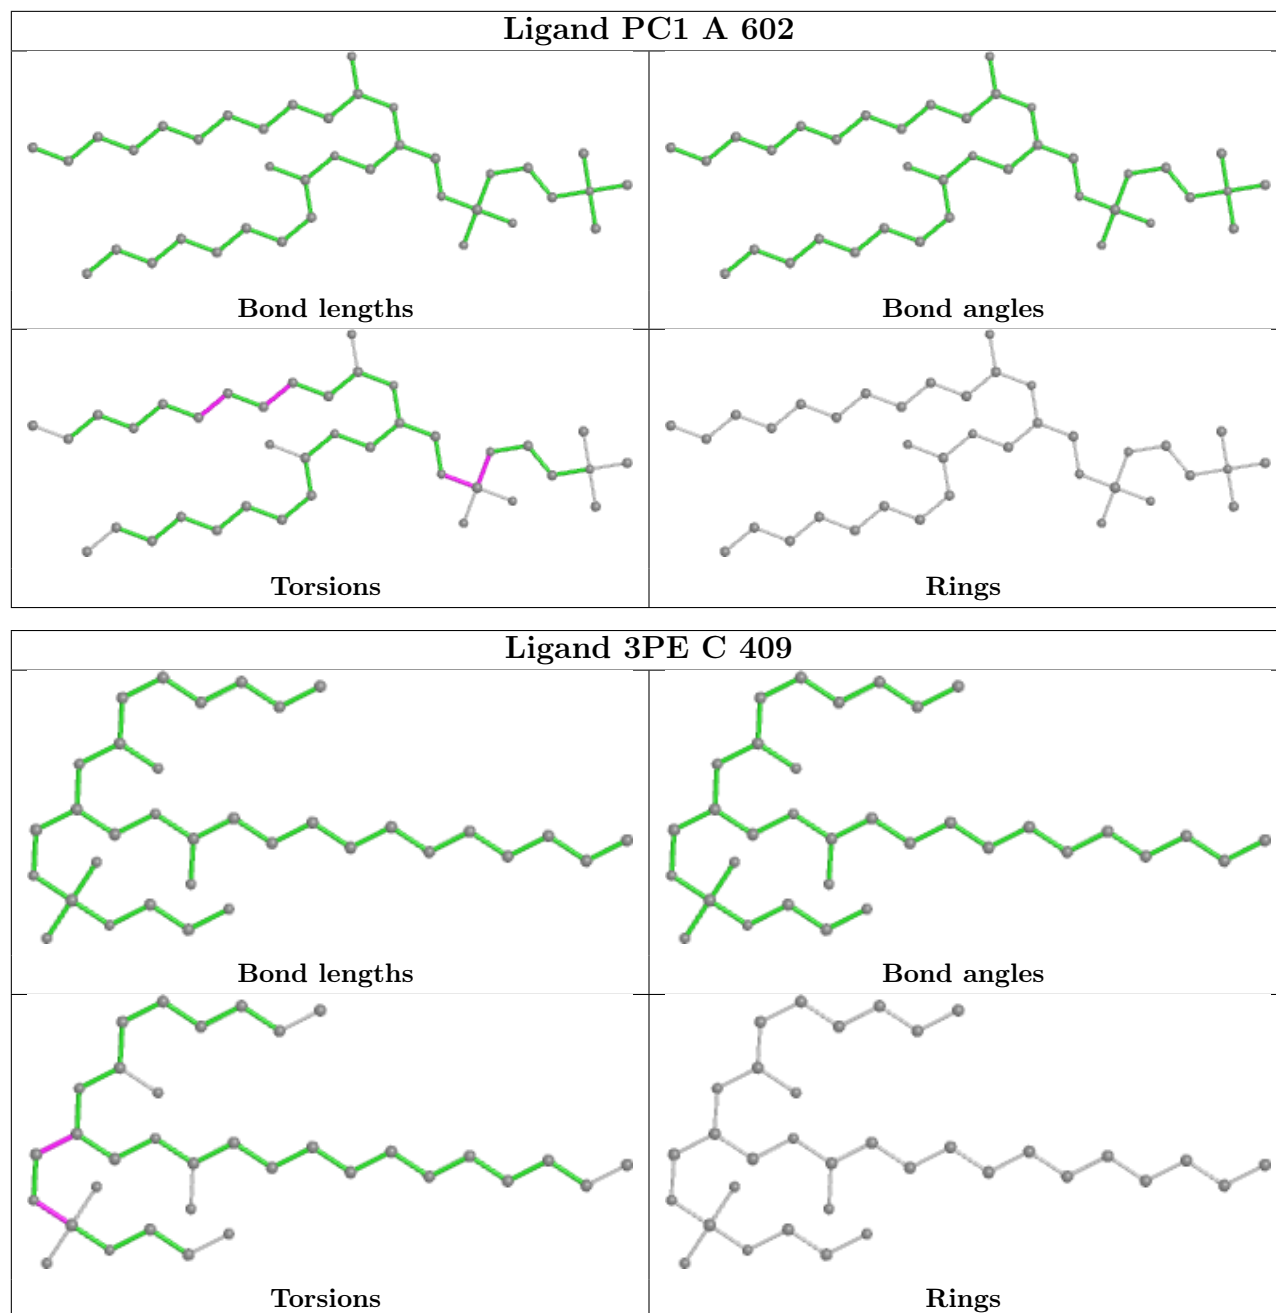 Ligand PC1 A 602
Bond lengths
Bond angles
Torsions
Rings
Ligand 3PE C 409
Bond lengths
Bond angles
Torsions
Rings